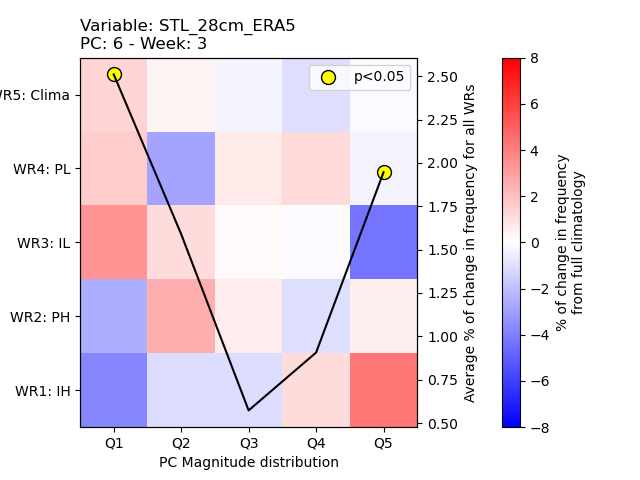 Variable: STL_28cm_ERA5
PC: 6 - Week: 3
WR5: Clima
WR4: PL
WR3: IL
WR2: PH
WR1: IH
Q1 Q2 Q3 Q4 Q5
PC Magnitude distribution
p<0.05
2.50
2.25
2.00
1.75
1.50
1.25
1.00
0.75
0.50
Average % of change in frequency for all WRs
8
6
4
2
0
−2
−4
−6
−8
% of change in frequency
from full climatology